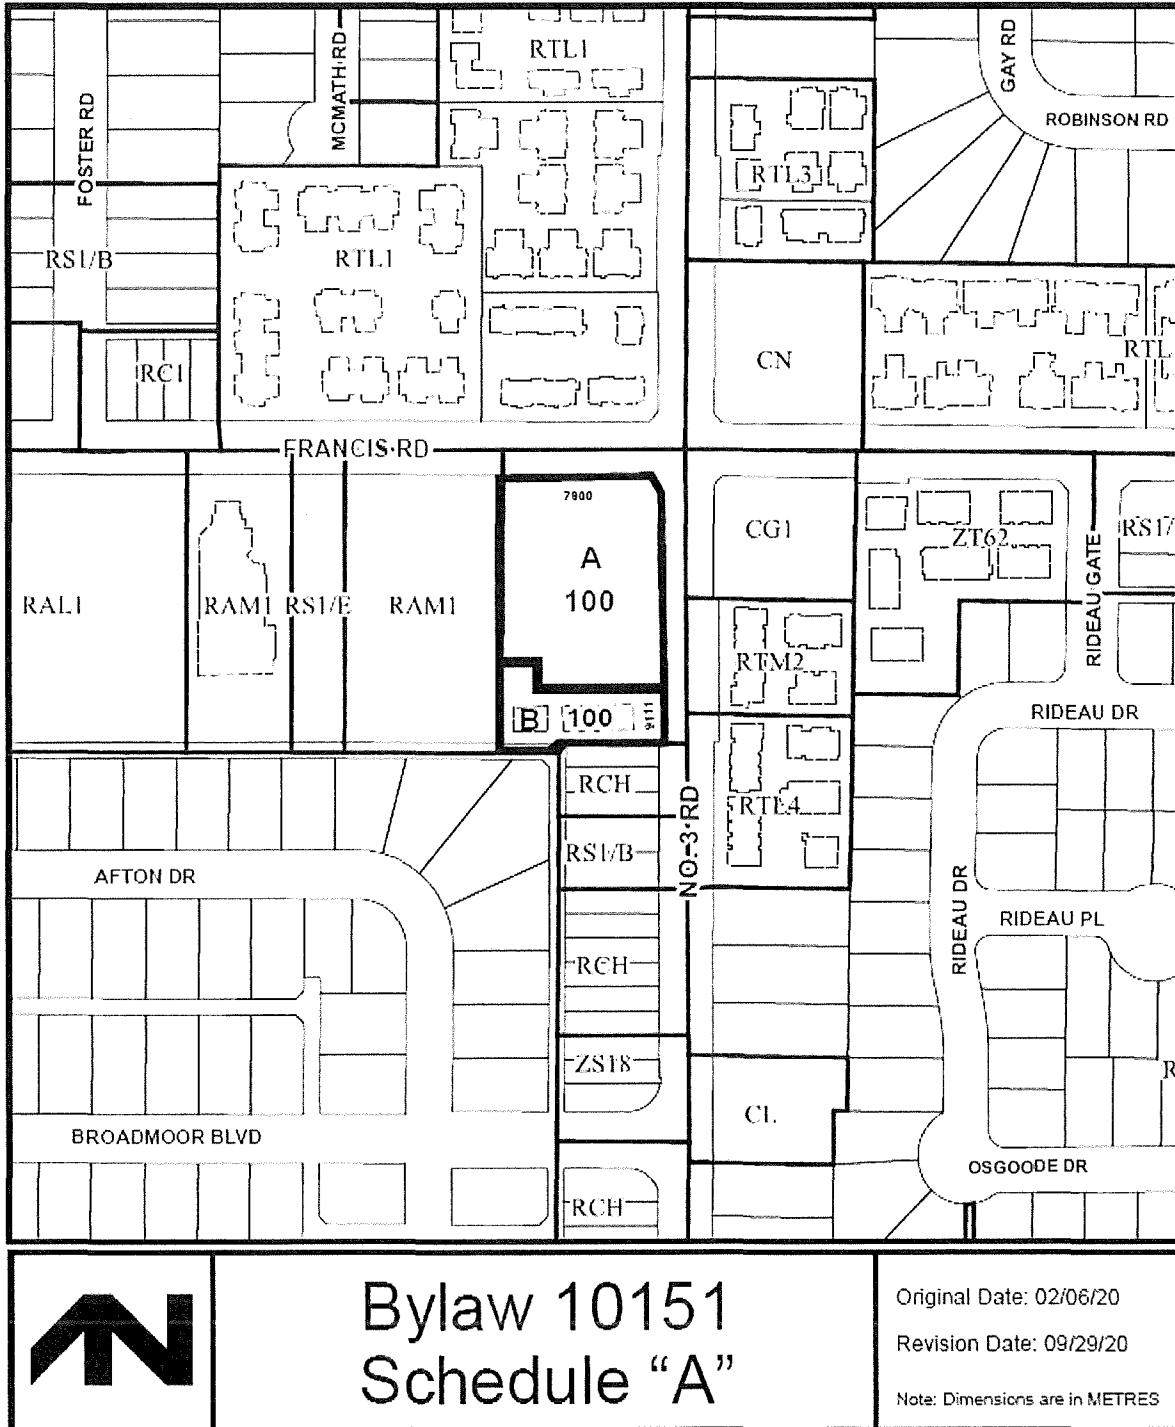 RTL1
MCMATH RD
GAY RD
ROBINSON RD
FOSTER RD
RTL3
RS1/B
RTL1
RC1
CN
RTL
FRANCIS RD
7900
A
100
CG1
ZT62
RS1/
RIDEAU GATE
RAL1
RAM1
RS1/E
RAM1
RTM2
B
100
9111
RIDEAU DR
RCH
NO. 3 RD
RTL4
RS1/B
AFTON DR
RIDEAU DR
RIDEAU PL
RCH
ZS18
R
CL
BROADMOOR BLVD
OSGOODE DR
RCH
Bylaw 10151
Schedule “A”
Original Date: 02/06/20
Revision Date: 09/29/20
Note: Dimensions are in METRES